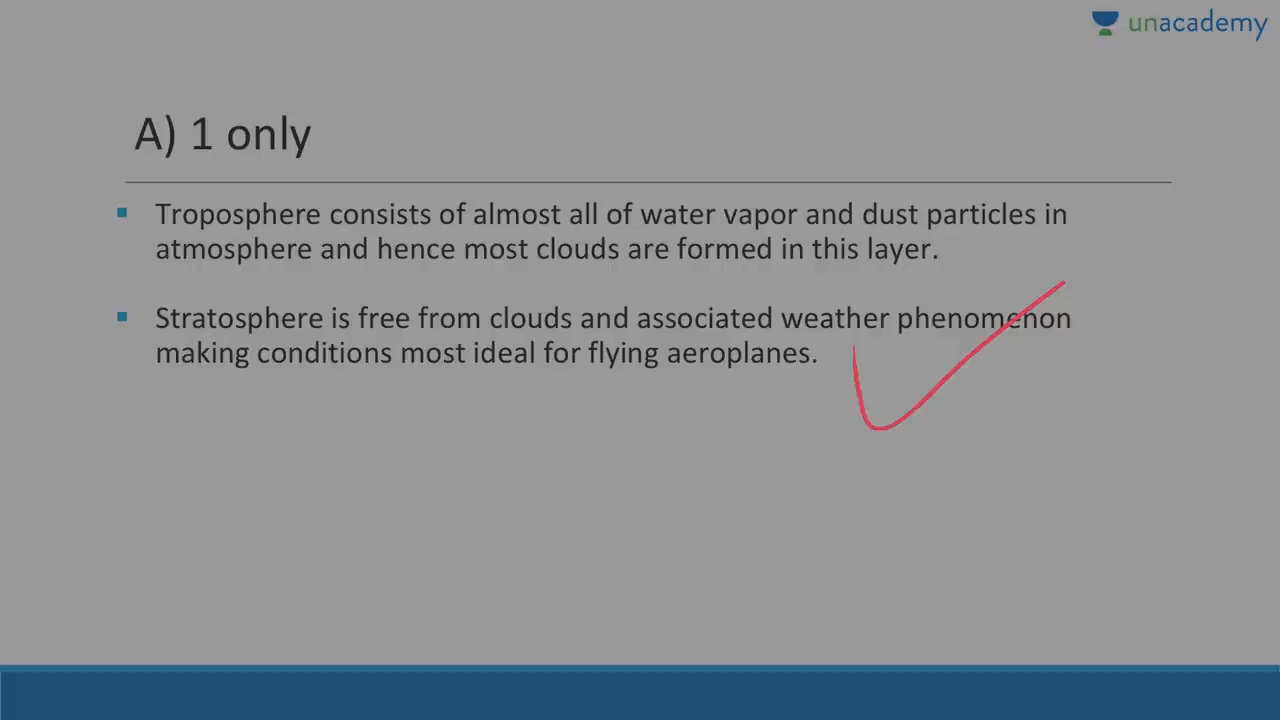 unacademy
A) 1 only
Troposphere consists of almost all of water vapor and dust particles in
atmosphere and hence most clouds are formed in this layer.
Stratosphere is free from clouds and associated weather phenomenon
making conditions most ideal for flying aeroplanes.